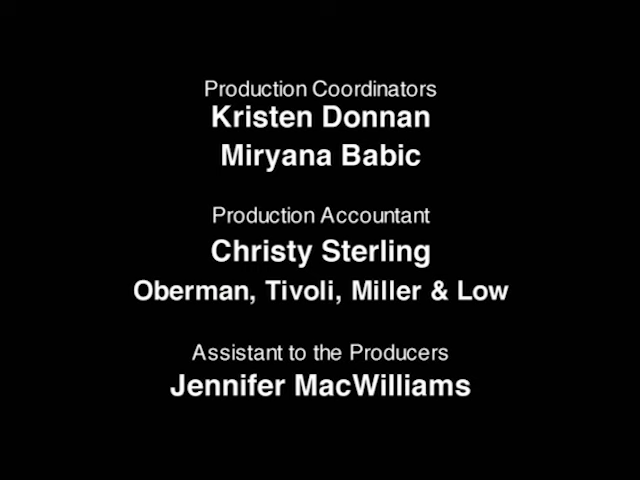 Production Coordinators
Kristen Donnan
Miryana Babic
Production Accountant
Christy Sterling
Oberman, Tivoli, Miller & Low
Assistant to the Producers
Jennifer MacWilliams